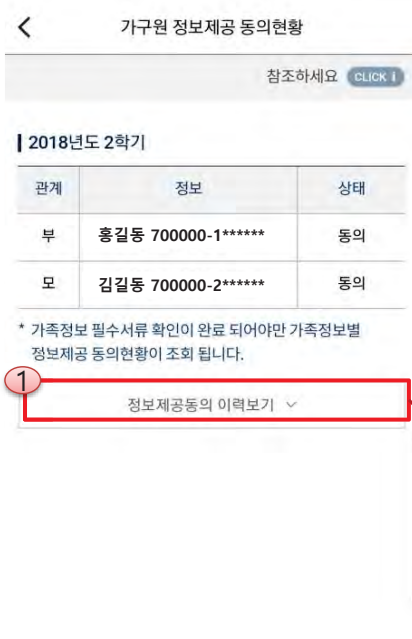 가구원 정보제공 동의현황
참조하세요 CLICK i
2018년도 2학기
관계 정보 상태
부 홍길동 700000-1****** 동의
모 김길동 700000-2****** 동의
* 가족정보 필수서류 확인이 완료 되어야만 가족정보별
정보제공 동의현황이 조회 됩니다.
1
정보제공동의 이력보기